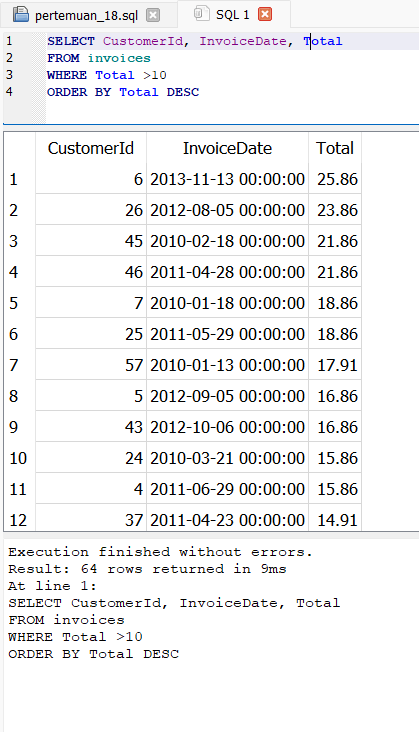 pertemuan_18.sql SQL 1
1 SELECT CustomerId, InvoiceDate, Total
2 FROM invoices
3 WHERE Total >10
4 ORDER BY Total DESC
CustomerId InvoiceDate Total
1 6 2013-11-13 00:00:00 25.86
2 26 2012-08-05 00:00:00 23.86
3 45 2010-02-18 00:00:00 21.86
4 46 2011-04-28 00:00:00 21.86
5 7 2010-01-18 00:00:00 18.86
6 25 2011-05-29 00:00:00 18.86
7 57 2010-01-13 00:00:00 17.91
8 5 2012-09-05 00:00:00 16.86
9 43 2012-10-06 00:00:00 16.86
10 24 2010-03-21 00:00:00 15.86
11 4 2011-06-29 00:00:00 15.86
12 37 2011-04-23 00:00:00 14.91
Execution finished without errors.
Result: 64 rows returned in 9ms
At line 1:
SELECT CustomerId, InvoiceDate, Total
FROM invoices
WHERE Total >10
ORDER BY Total DESC